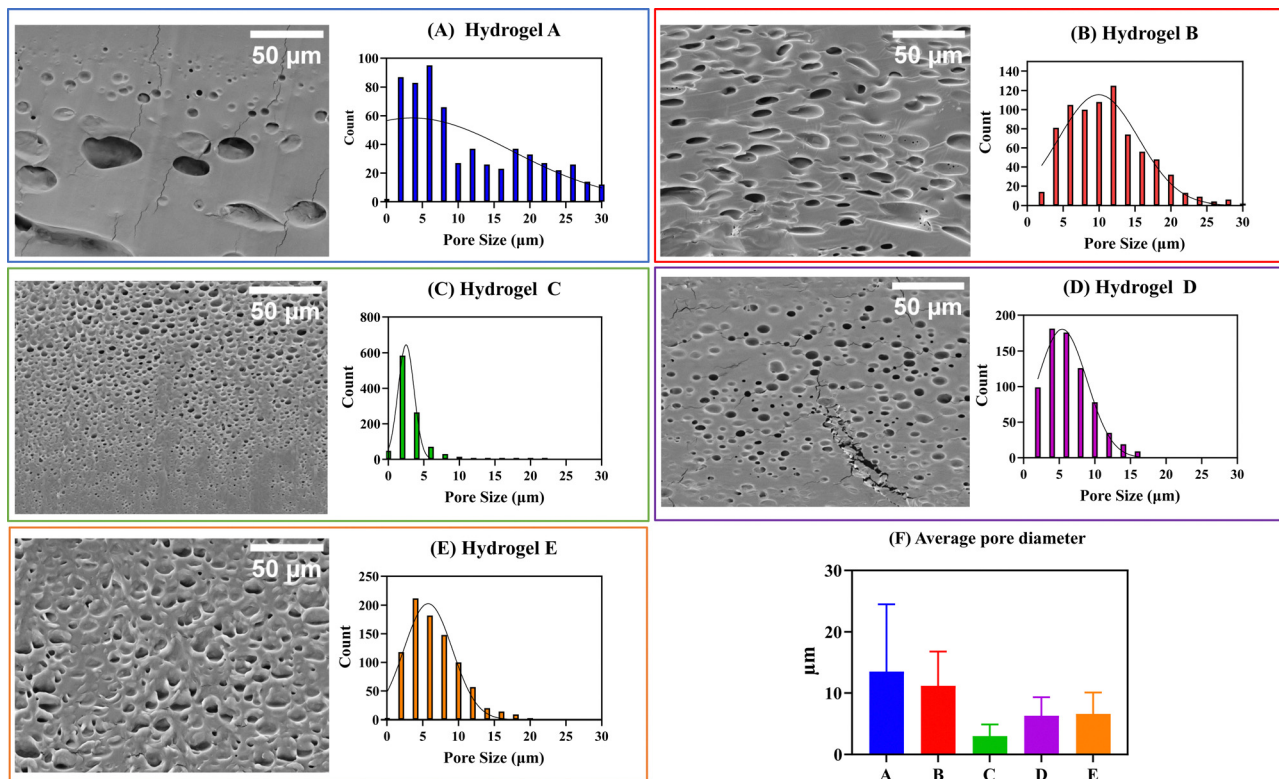 (A) Hydrogel A
50 µm
100
80
60
40
20
0
Count
0 5 10 15 20 25 30
Pore Size (µm)
(B) Hydrogel B
50 µm
140
120
100
80
60
40
20
0
Count
0 5 10 15 20 25 30
Pore Size (µm)
(C) Hydrogel C
50 µm
800
600
400
200
0
Count
0 5 10 15 20 25 30
Pore Size (µm)
(D) Hydrogel D
50 µm
200
150
100
50
0
Count
0 5 10 15 20 25 30
Pore Size (µm)
(E) Hydrogel E
50 µm
250
200
150
100
50
0
Count
0 5 10 15 20 25 30
Pore Size (µm)
(F) Average pore diameter
30
20
10
0
µm
A B C D E